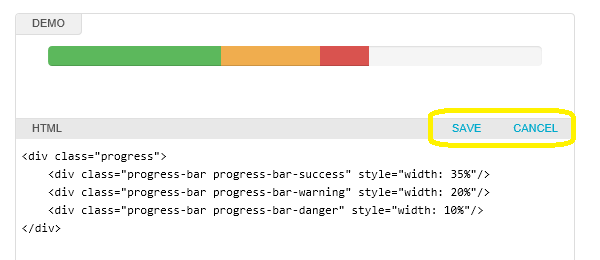 DEMO
HTML SAVE CANCEL
<div class="progress">
    <div class="progress-bar progress-bar-success" style="width: 35%"/>
    <div class="progress-bar progress-bar-warning" style="width: 20%"/>
    <div class="progress-bar progress-bar-danger" style="width: 10%"/>
</div>